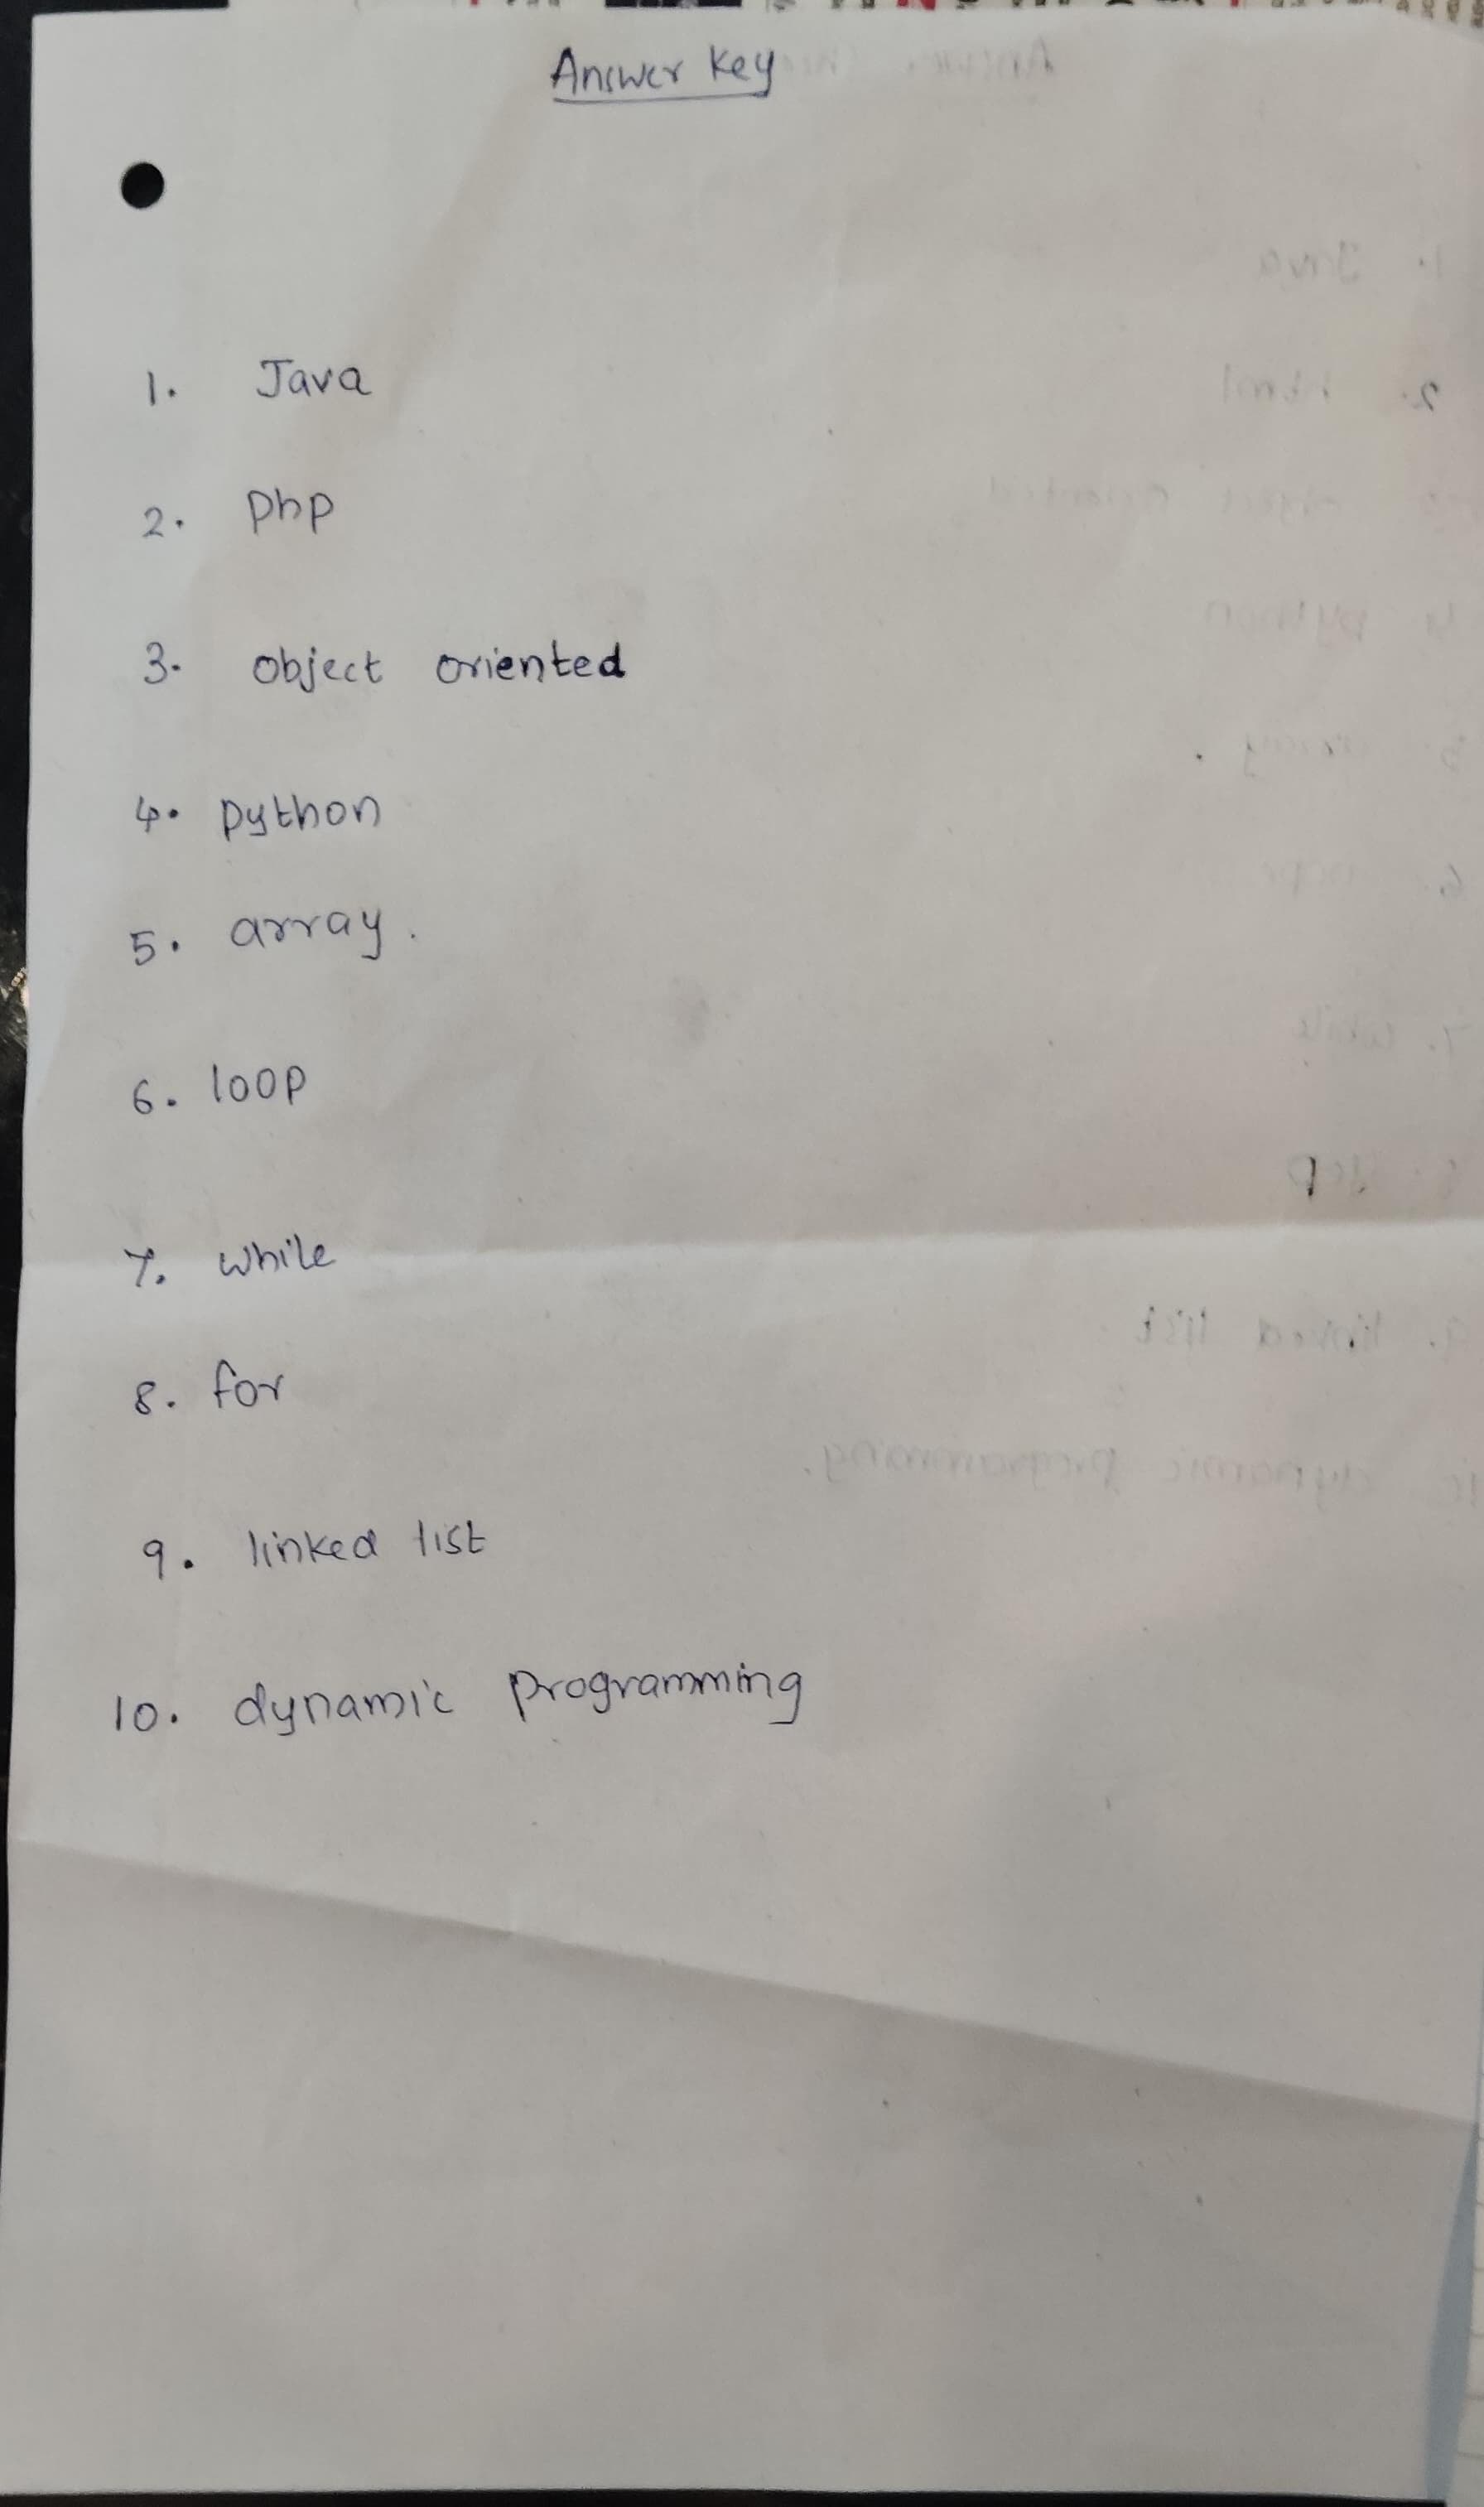 Answer Key
1. Java
2. php
3. object oriented
4. python
5. array.
6. loop
7. while
8. for
9. linked list
10. dynamic programming